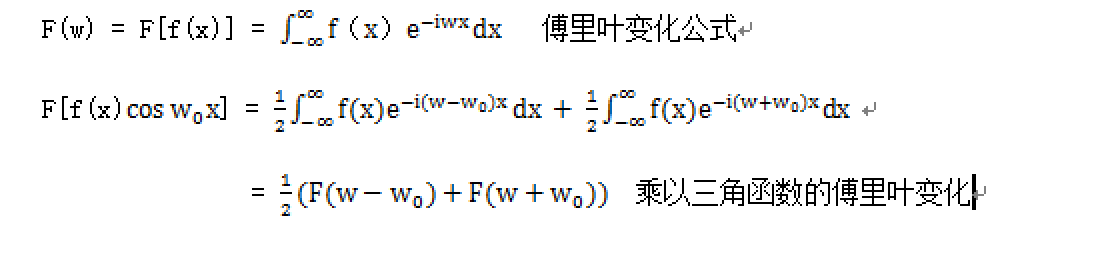 F(w) = F[f(x)] = ∫_{-∞}^{∞} f（x）e^{-iwx}dx 傅里叶变化公式↵
F[f(x)cos w₀x] = 1/2 ∫_{-∞}^{∞} f(x)e^{-i(w-w₀)x}dx + 1/2 ∫_{-∞}^{∞} f(x)e^{-i(w+w₀)x}dx ↵
= 1/2 (F(w − w₀) + F(w + w₀)) 乘以三角函数的傅里叶变化↵